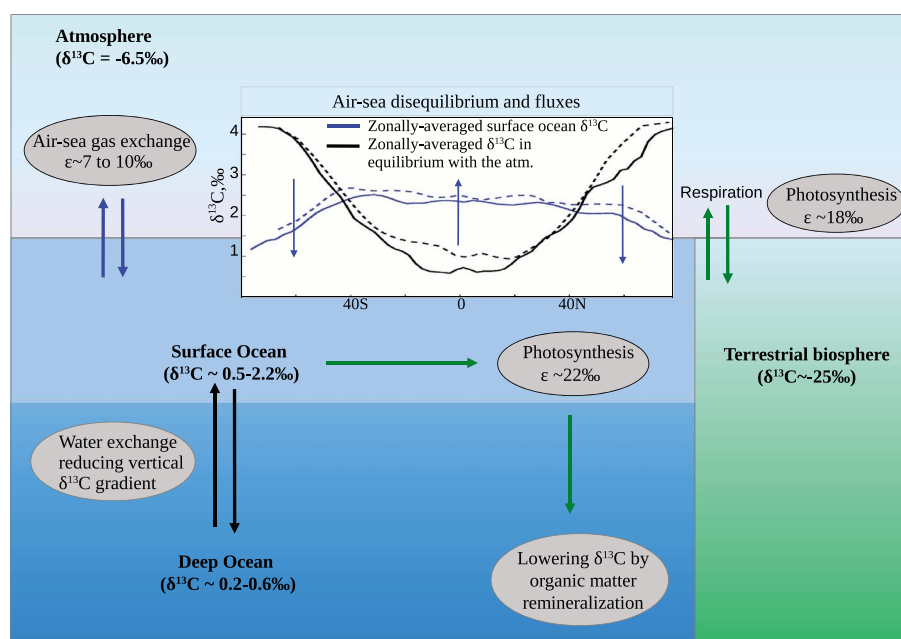 Atmosphere
(δ¹³C = -6.5‰)
Air-sea gas exchange
ε~7 to 10‰
Air-sea disequilibrium and fluxes
Zonally-averaged surface ocean δ¹³C
Zonally-averaged δ¹³C in
equilibrium with the atm.
δ¹³C,‰
4
3
2
1
40S
0
40N
Respiration
Photosynthesis
ε ~18‰
Surface Ocean
(δ¹³C ~ 0.5-2.2‰)
Photosynthesis
ε ~22‰
Terrestrial biosphere
(δ¹³C~-25‰)
Water exchange
reducing vertical
δ¹³C gradient
Deep Ocean
(δ¹³C ~ 0.2-0.6‰)
Lowering δ¹³C by
organic matter
remineralization